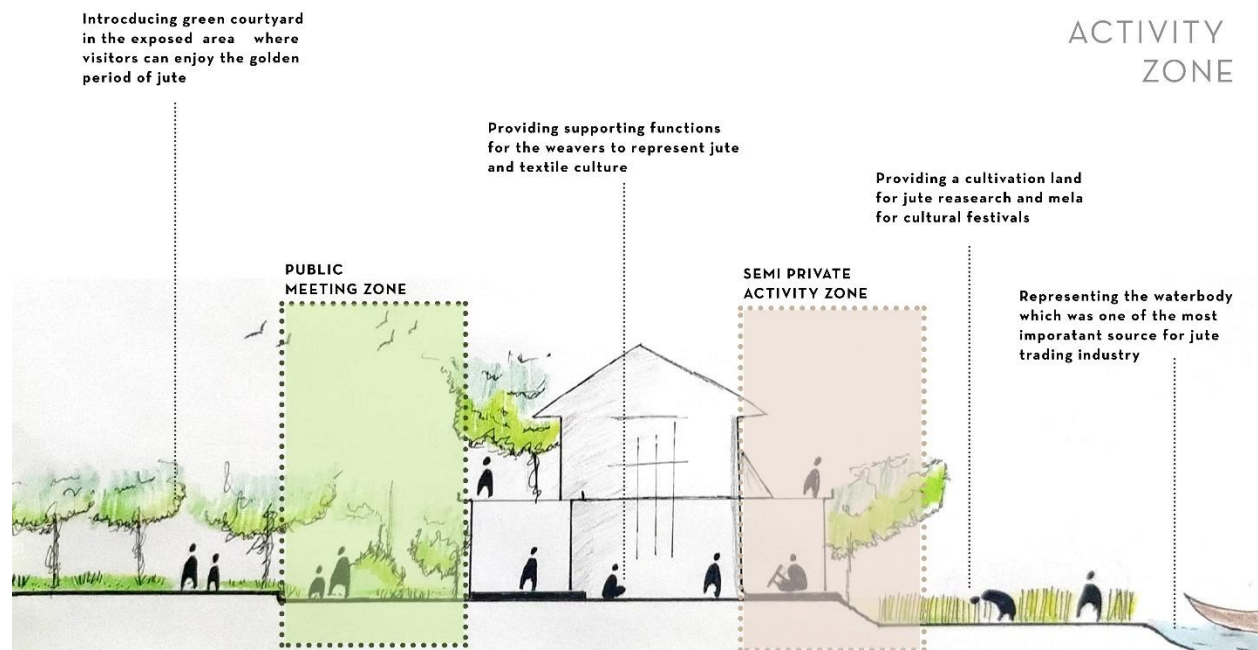 Introcducing green courtyard
in the exposed area where
visitors can enjoy the golden
period of jute
ACTIVITY
ZONE
Providing supporting functions
for the weavers to represent jute
and textile culture
Providing a cultivation land
for jute reasearch and mela
for cultural festivals
PUBLIC
MEETING ZONE
SEMI PRIVATE
ACTIVITY ZONE
Representing the waterbody
which was one of the most
imporatant source for jute
trading industry